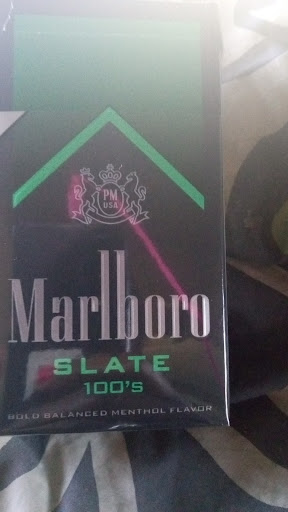 PM
USA
Marlboro
SLATE
100's
BOLD BALANCED MENTHOL FLAVOR